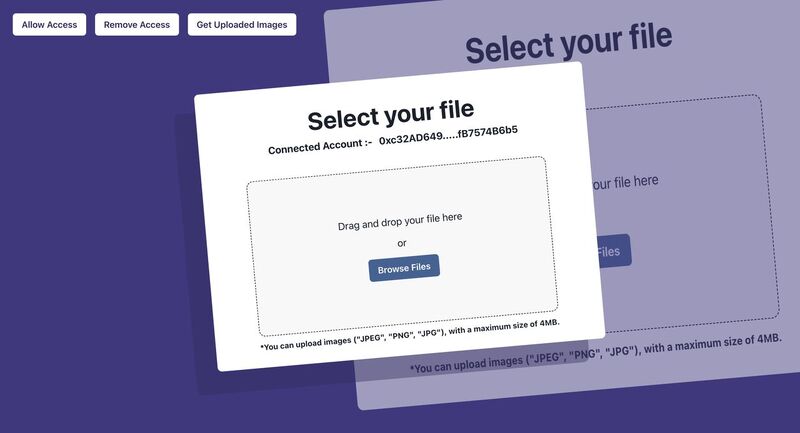 Allow Access
Remove Access
Get Uploaded Images
Select your file
Connected Account :- 0xc32AD649.....fB7574B6b5
Drag and drop your file here
or
Browse Files
*You can upload images ("JPEG", "PNG", "JPG"), with a maximum size of 4MB.
Select your file
our file here
Files
*You can upload images ("JPEG", "PNG", "JPG"), with a maximum size of 4MB.